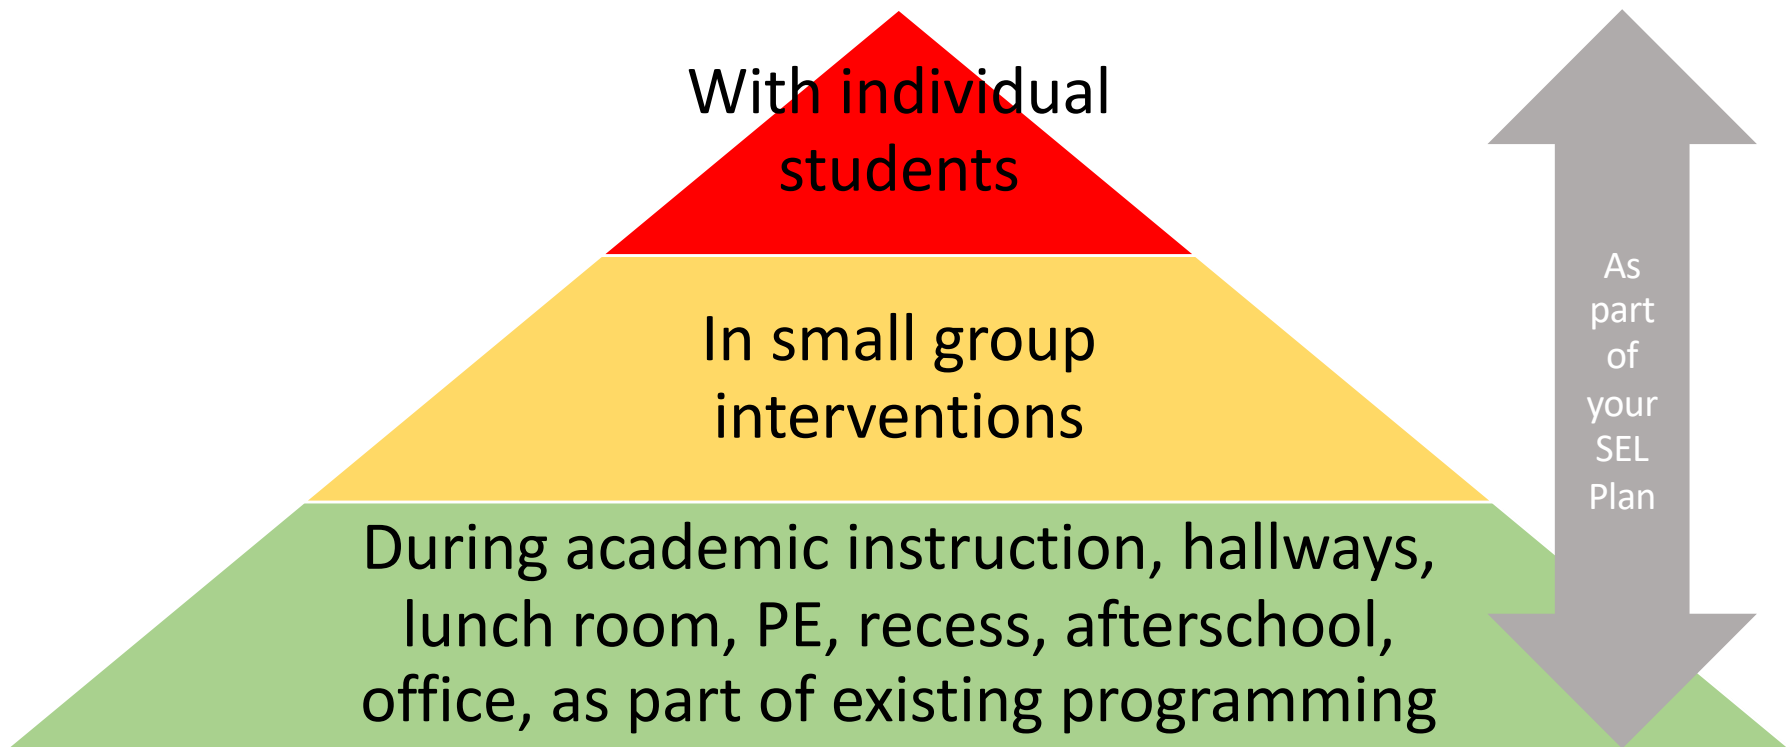 With individual
students
In small group
interventions
During academic instruction, hallways,
lunch room, PE, recess, afterschool,
office, as part of existing programming
As
part
of
your
SEL
Plan